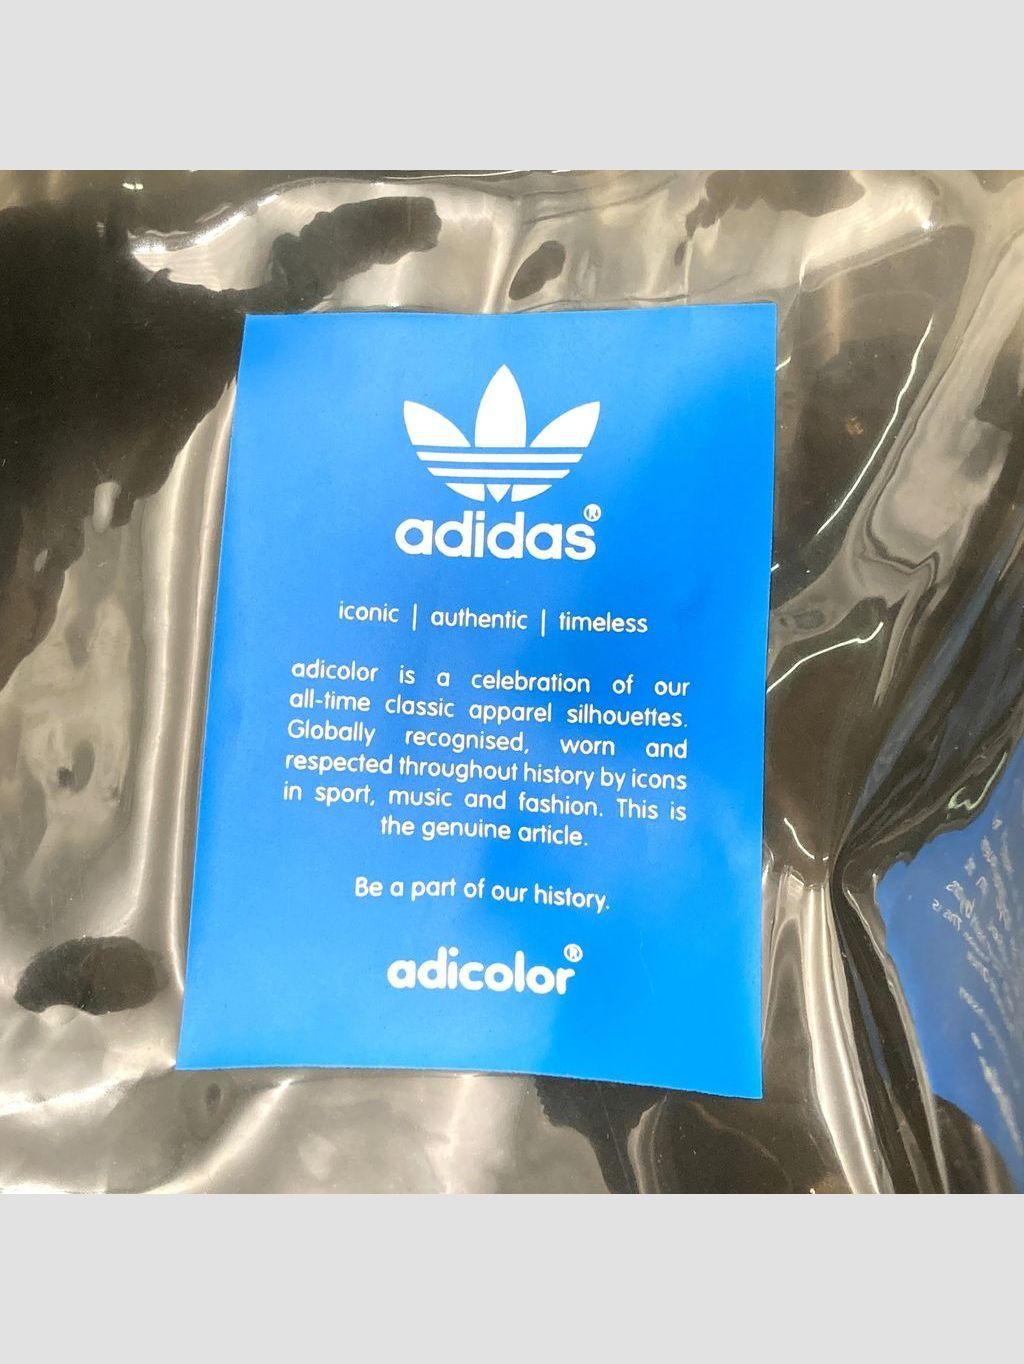 adidas®
iconic | authentic | timeless
adicolor is a celebration of our
all-time classic apparel silhouettes.
Globally recognised, worn and
respected throughout history by icons
in sport, music and fashion. This is
the genuine article.
Be a part of our history.
adicolor®